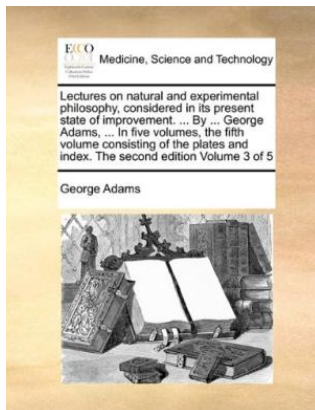 ECCO
Medicine, Science and Technology
Lectures on natural and experimental
philosophy, considered in its present
state of improvement. ... By ... George
Adams, ... In five volumes, the fifth
volume consisting of the plates and
index. The second edition Volume 3 of 5
George Adams